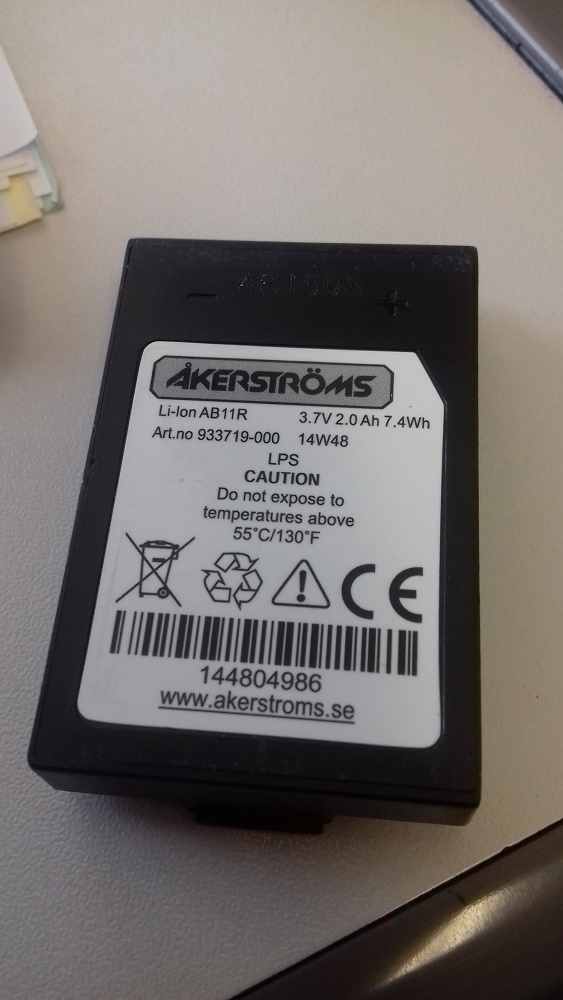 ÅKERSTRÖMS
Li-Ion AB11R 3.7V 2.0 Ah 7.4Wh
Art.no 933719-000 14W48
LPS
CAUTION
Do not expose to
temperatures above
55°C/130°F
CE
144804986
www.akerstroms.se